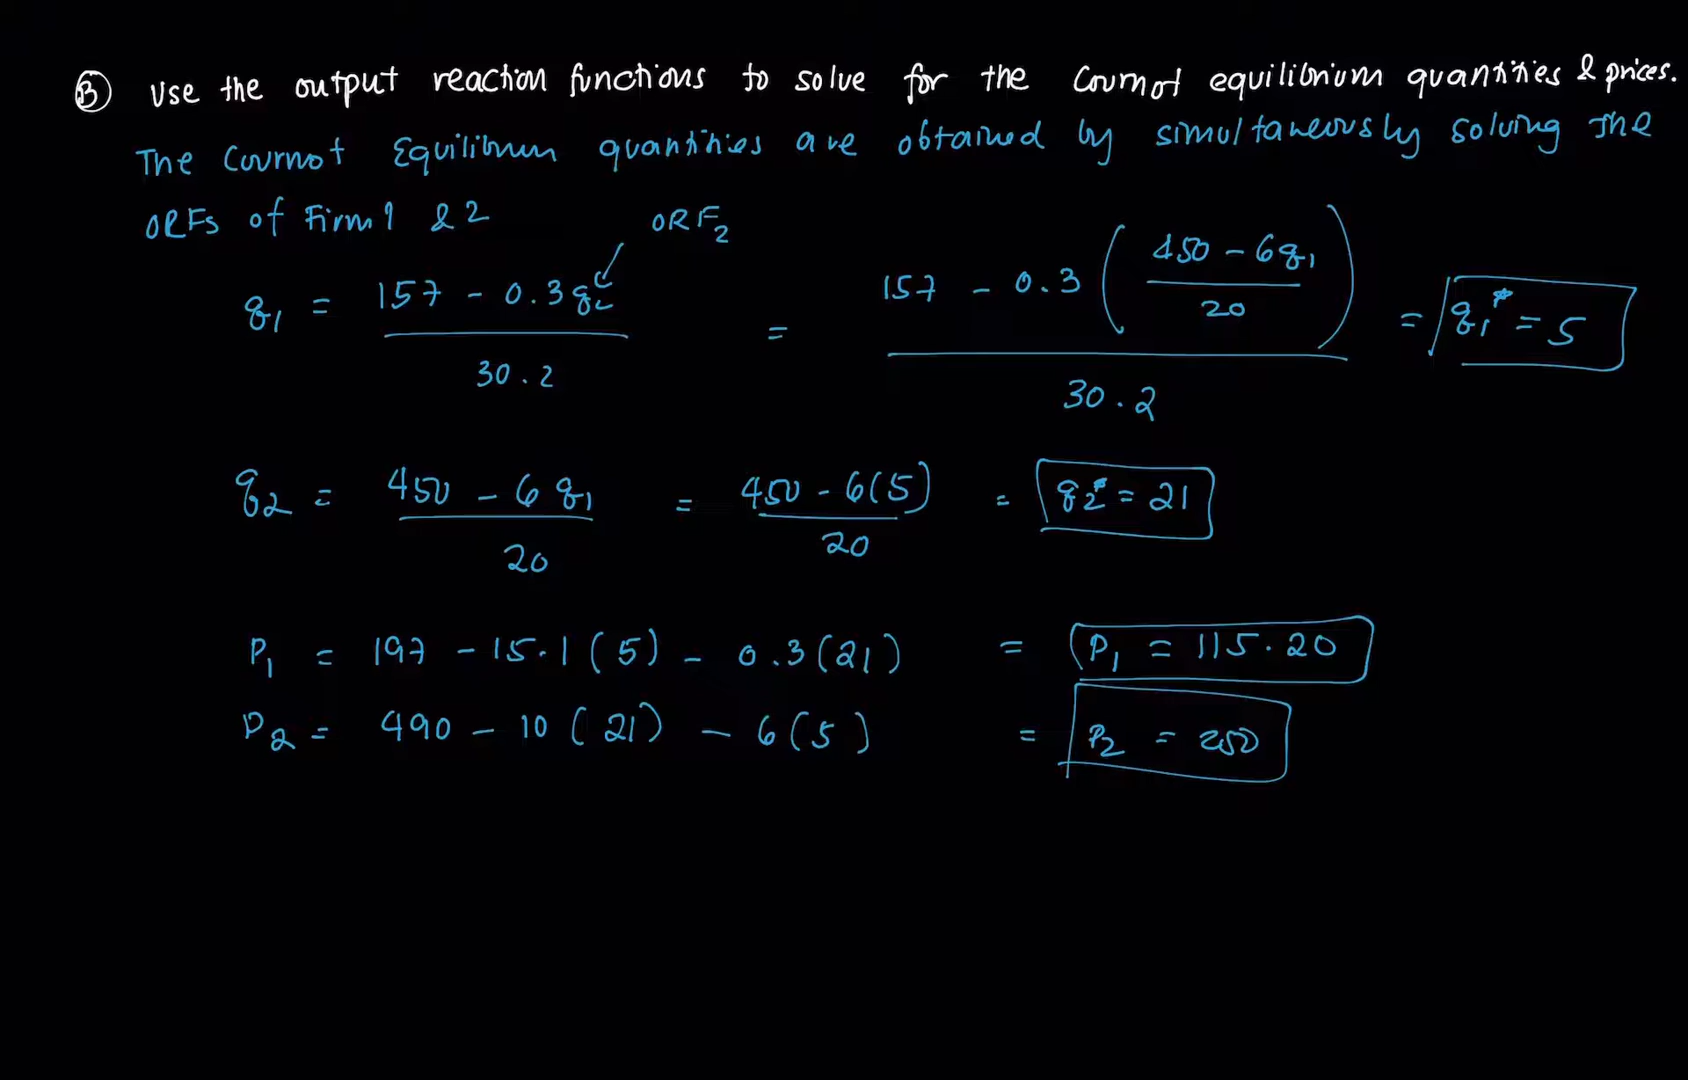 B Use the output reaction functions to solve for the Cournot equilibrium quantities & prices.
The Cournot Equilibrium quantities are obtained by simultaneously solving the
ORFs of Firm 1 & 2 ORF₂
q₁ = (157 - 0.3q₂) / 30.2 = (157 - 0.3((450 - 6q₁) / 20)) / 30.2 = q₁* = 5
q₂ = (450 - 6q₁) / 20 = (450 - 6(5)) / 20 = q₂* = 21
P₁ = 197 - 15.1(5) - 0.3(21) = P₁ = 115.20
P₂ = 490 - 10(21) - 6(5) = P₂ = 250